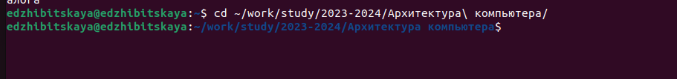 алога
edzhibitskaya@edzhibitskaya:~$ cd ~/work/study/2023-2024/Архитектура\ компьютера/
edzhibitskaya@edzhibitskaya:~/work/study/2023-2024/Архитектура компьютера$